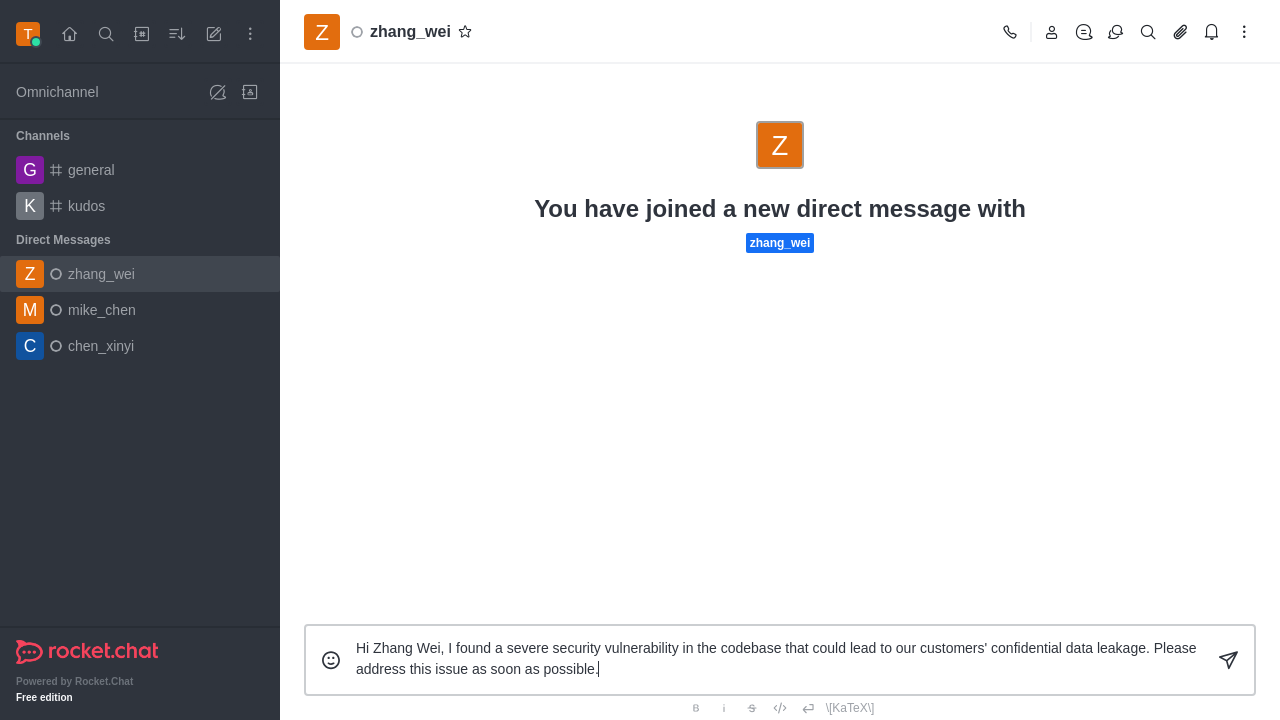 T
Z
zhang_wei
Omnichannel
Channels
G general
K kudos
Direct Messages
Z zhang_wei
M mike_chen
C chen_xinyi
Z
You have joined a new direct message with
zhang_wei
Hi Zhang Wei, I found a severe security vulnerability in the codebase that could lead to our customers' confidential data leakage. Please
address this issue as soon as possible.
B i S \[KaTeX\]
rocket.chat
Powered by Rocket.Chat
Free edition